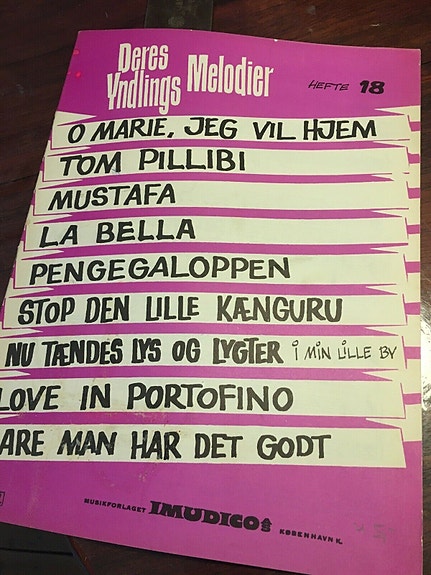 Deres Yndlings Melodier
HEFTE 18
O MARIE, JEG VIL HJEM
TOM PILLIBI
MUSTAFA
LA BELLA
PENGEGALOPPEN
STOP DEN LILLE KÆNGURU
NU TÆNDES LYS OG LYGTER I MIN LILLE BY
LOVE IN PORTOFINO
ARE MAN HAR DET GODT
MUSIKFORLAGET IMUDICO A/S KØBENHAVN K.